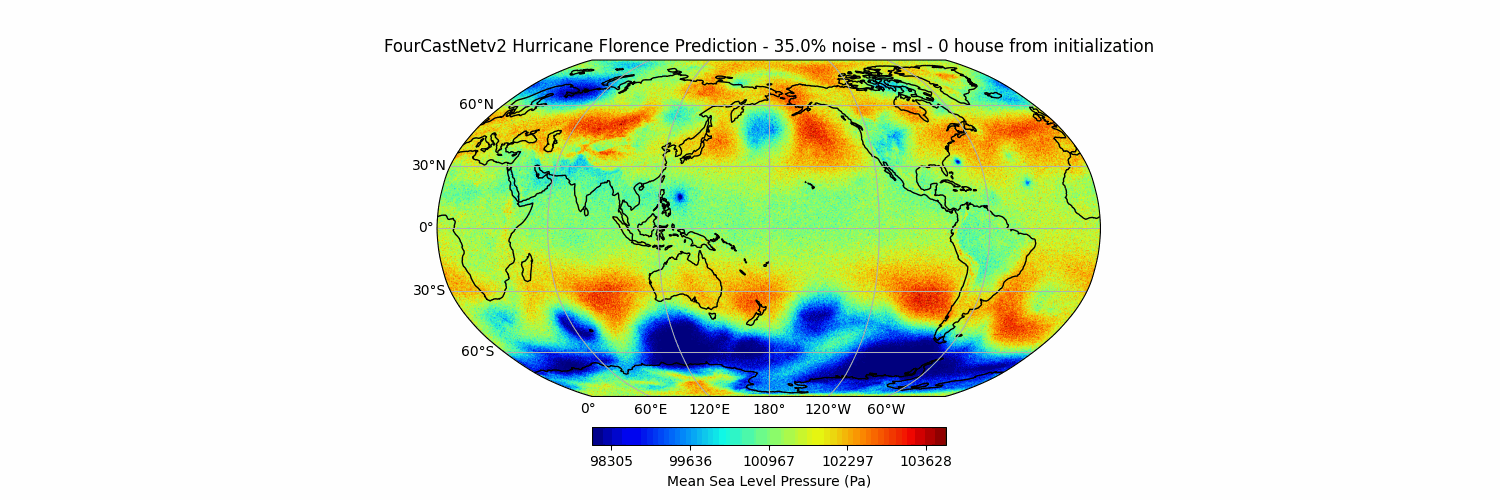 FourCastNetv2 Hurricane Florence Prediction - 35.0% noise - msl - 0 house from initialization
60°N
30°N
0°
30°S
60°S
0° 60°E 120°E 180° 120°W 60°W
98305 99636 100967 102297 103628
Mean Sea Level Pressure (Pa)